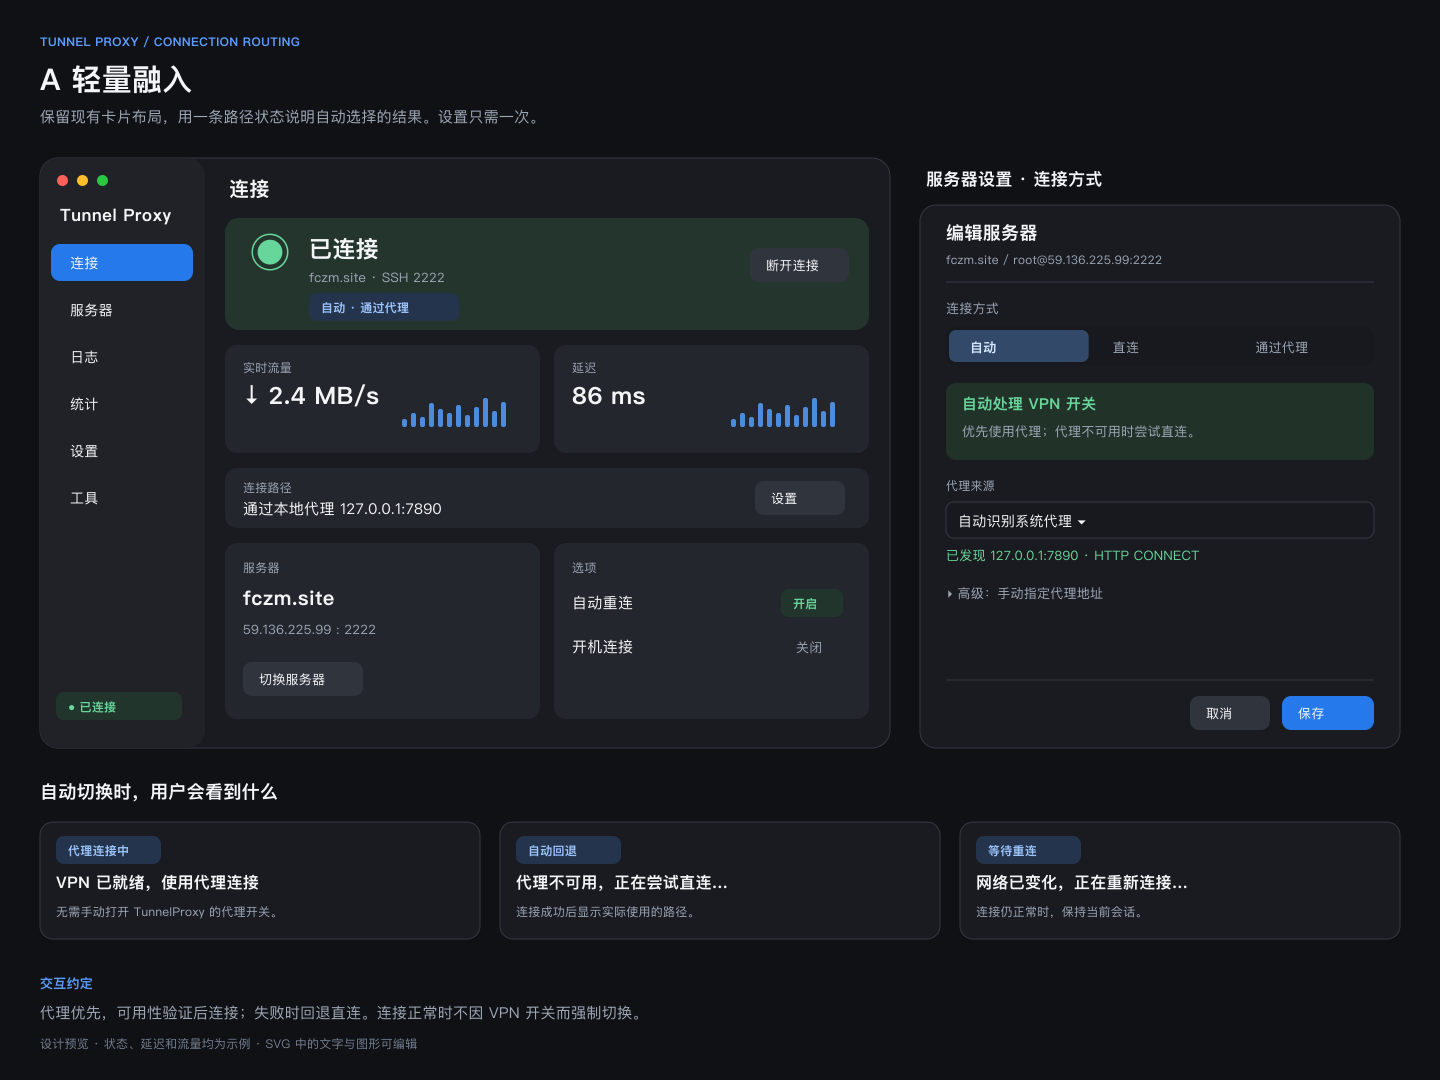 TUNNEL PROXY / CONNECTION ROUTING
A 轻量融入
保留现有卡片布局，用一条路径状态说明自动选择的结果。设置只需一次。
Tunnel Proxy
连接
服务器
日志
统计
设置
工具
● 已连接
连接
已连接
fczm.site · SSH 2222
自动 · 通过代理
断开连接
实时流量
↓ 2.4 MB/s
延迟
86 ms
连接路径
通过本地代理 127.0.0.1:7890
设置
服务器
fczm.site
59.136.225.99 : 2222
切换服务器
选项
自动重连
开启
开机连接
关闭
服务器设置 · 连接方式
编辑服务器
fczm.site / root@59.136.225.99:2222
连接方式
自动 直连 通过代理
自动处理 VPN 开关
优先使用代理；代理不可用时尝试直连。
代理来源
自动识别系统代理
已发现 127.0.0.1:7890 · HTTP CONNECT
高级：手动指定代理地址
取消 保存
自动切换时，用户会看到什么
代理连接中
VPN 已就绪，使用代理连接
无需手动打开 TunnelProxy 的代理开关。
自动回退
代理不可用，正在尝试直连…
连接成功后显示实际使用的路径。
等待重连
网络已变化，正在重新连接…
连接仍正常时，保持当前会话。
交互约定
代理优先，可用性验证后连接；失败时回退直连。连接正常时不因 VPN 开关而强制切换。
设计预览 · 状态、延迟和流量均为示例 · SVG 中的文字与图形可编辑